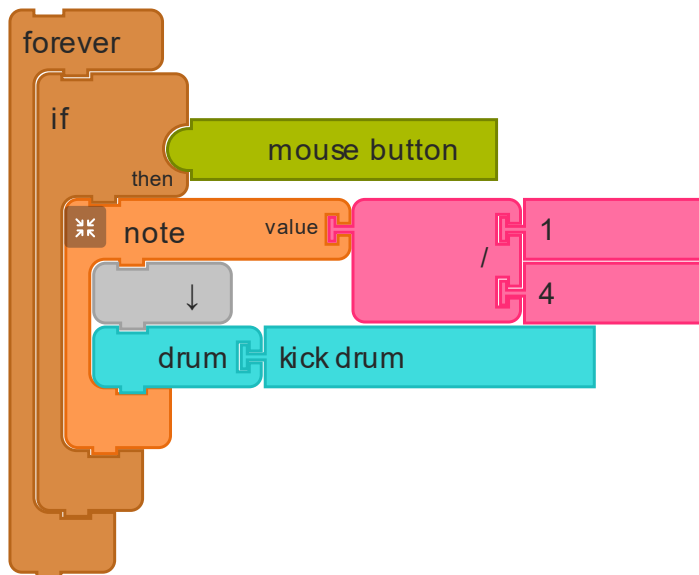 forever
if
mouse button
then
note value / 1
4
↓
drum kick drum